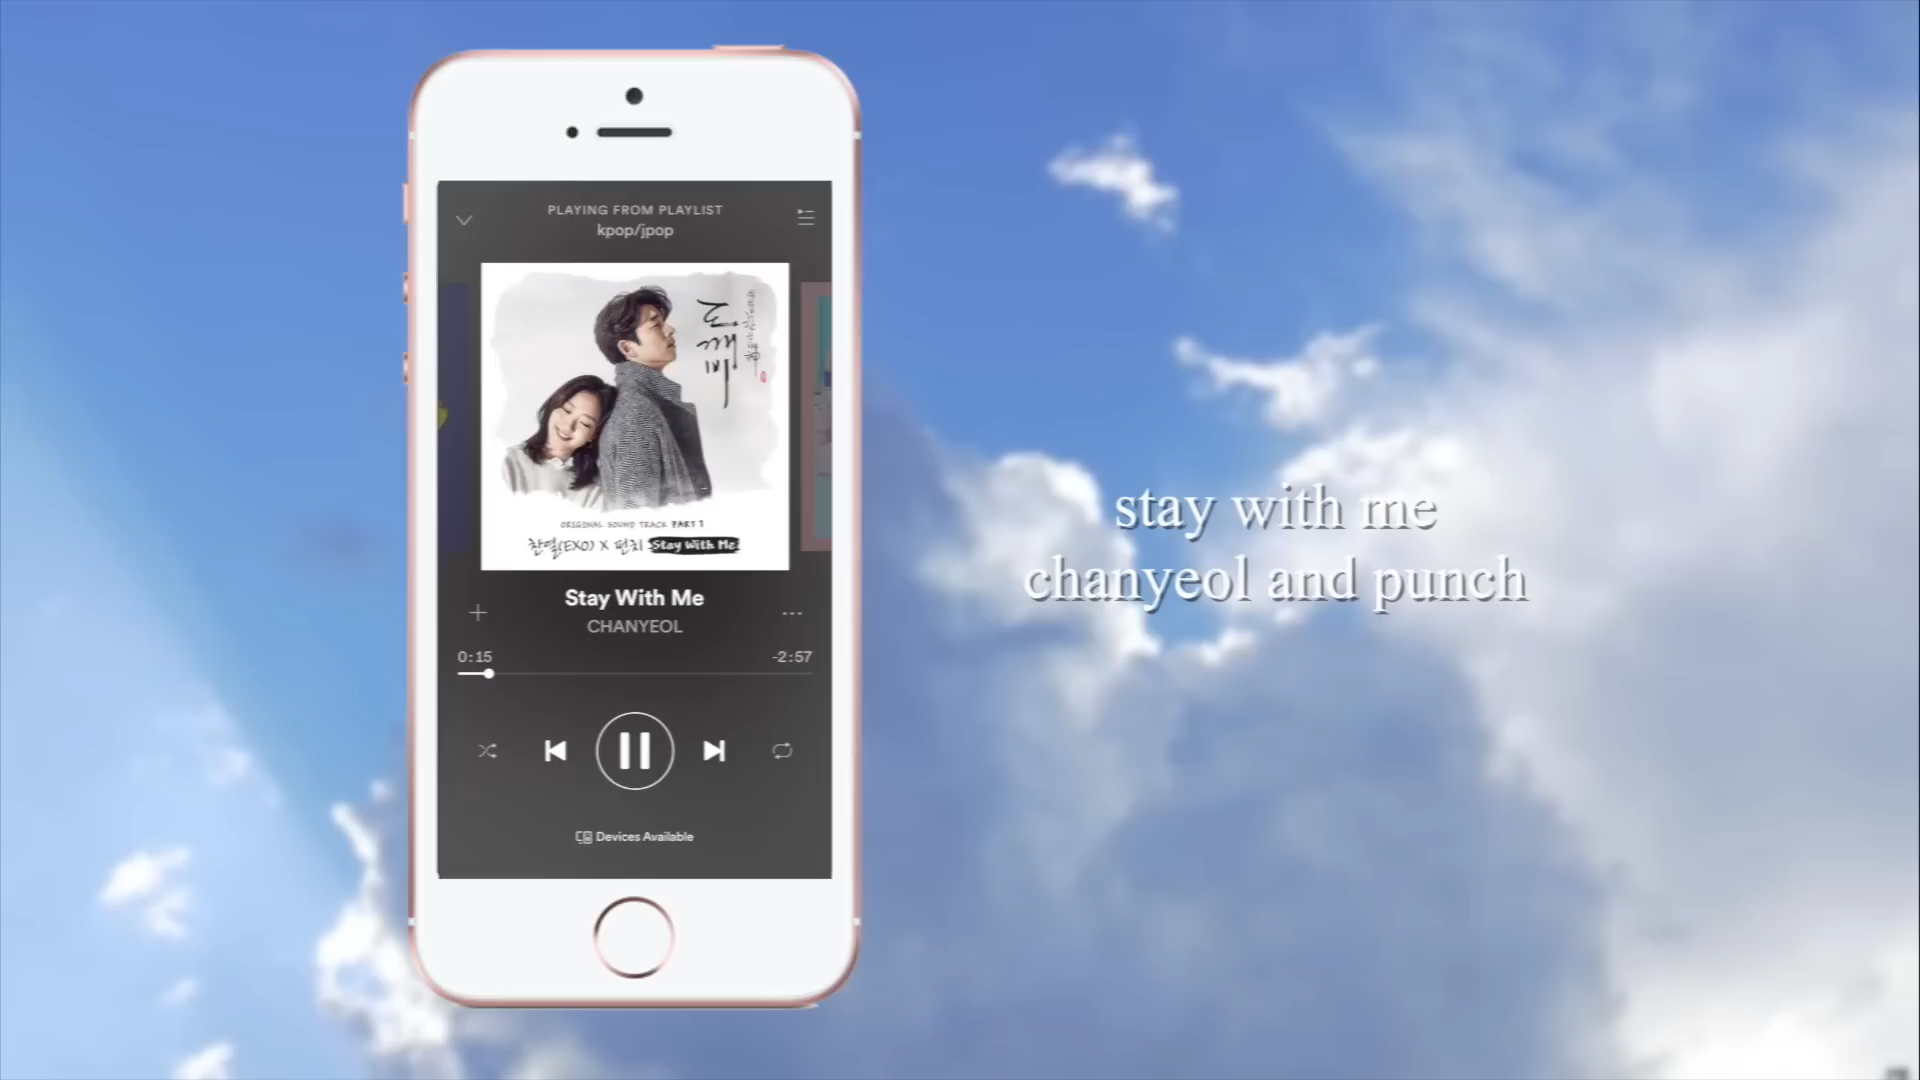 PLAYING FROM PLAYLIST
kpop/jpop
도깨비
ORIGINAL SOUND TRACK PART 1
찬열(EXO) X 펀치 Stay With Me
Stay With Me
CHANYEOL
0:15
-2:57
Devices Available
stay with me
chanyeol and punch